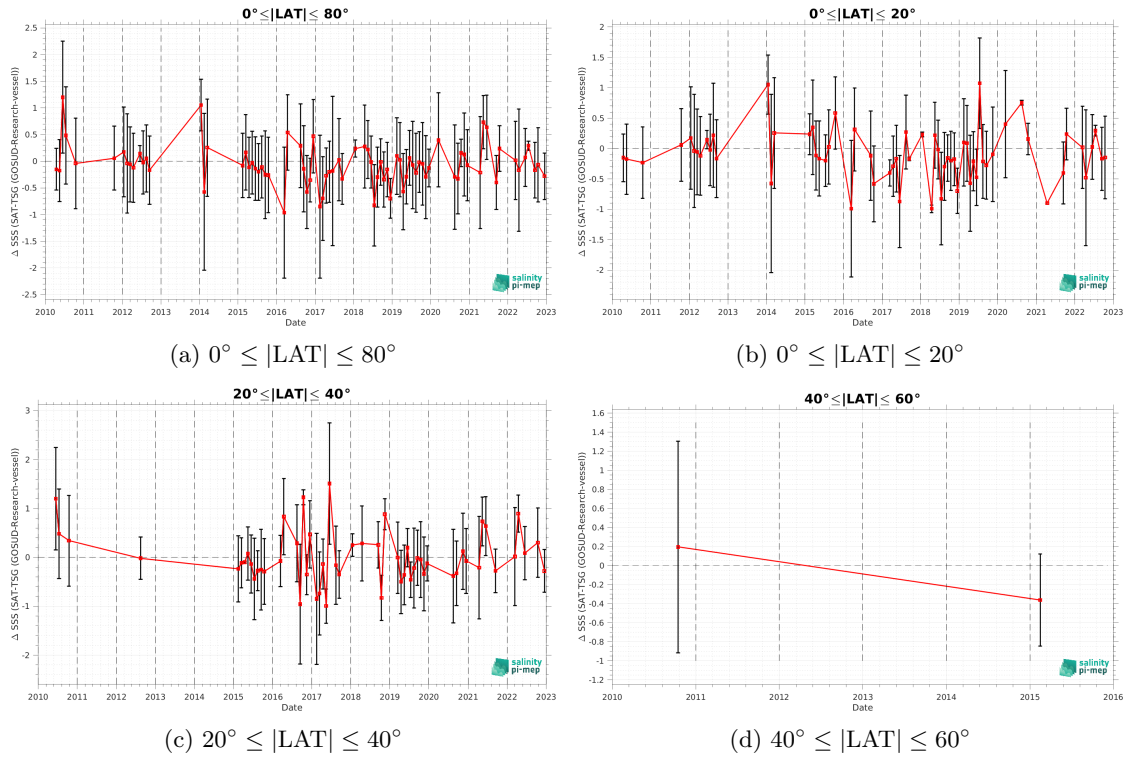 0°≤|LAT|≤ 80°
Δ SSS (SAT-TSG (GOSUD-Research-vessel))
2.5
2
1.5
1
0.5
0
-0.5
-1
-1.5
-2
-2.5
2010 2011 2012 2013 2014 2015 2016 2017 2018 2019 2020 2021 2022 2023
Date
salinity
pi-mep
(a) 0° ≤ |LAT| ≤ 80°
0°≤|LAT|≤ 20°
Δ SSS (SAT-TSG (GOSUD-Research-vessel))
2
1.5
1
0.5
0
-0.5
-1
-1.5
-2
2010 2011 2012 2013 2014 2015 2016 2017 2018 2019 2020 2021 2022 2023
Date
salinity
pi-mep
(b) 0° ≤ |LAT| ≤ 20°
20°≤|LAT|≤ 40°
Δ SSS (SAT-TSG (GOSUD-Research-vessel))
3
2
1
0
-1
-2
2010 2011 2012 2013 2014 2015 2016 2017 2018 2019 2020 2021 2022 2023
Date
salinity
pi-mep
(c) 20° ≤ |LAT| ≤ 40°
40°≤|LAT|≤ 60°
Δ SSS (SAT-TSG (GOSUD-Research-vessel))
1.6
1.4
1.2
1
0.8
0.6
0.4
0.2
0
-0.2
-0.4
-0.6
-0.8
-1
-1.2
2010 2011 2012 2013 2014 2015 2016
Date
salinity
pi-mep
(d) 40° ≤ |LAT| ≤ 60°